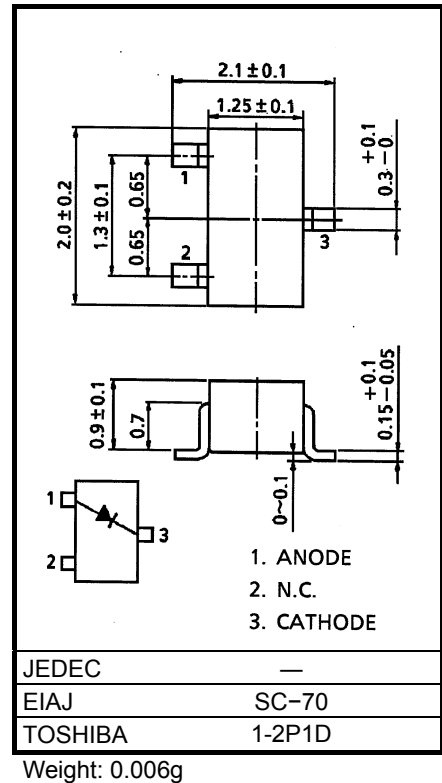 2.1±0.1
1.25±0.1
+0.1
0.3−0
2.0±0.2
1.3±0.1
0.65
0.65
1
2
3
0.9±0.1
0.7
+0.1
0.15−0.05
0~0.1
1
2
3
1. ANODE
2. N.C.
3. CATHODE
JEDEC —
EIAJ SC−70
TOSHIBA 1-2P1D
Weight: 0.006g